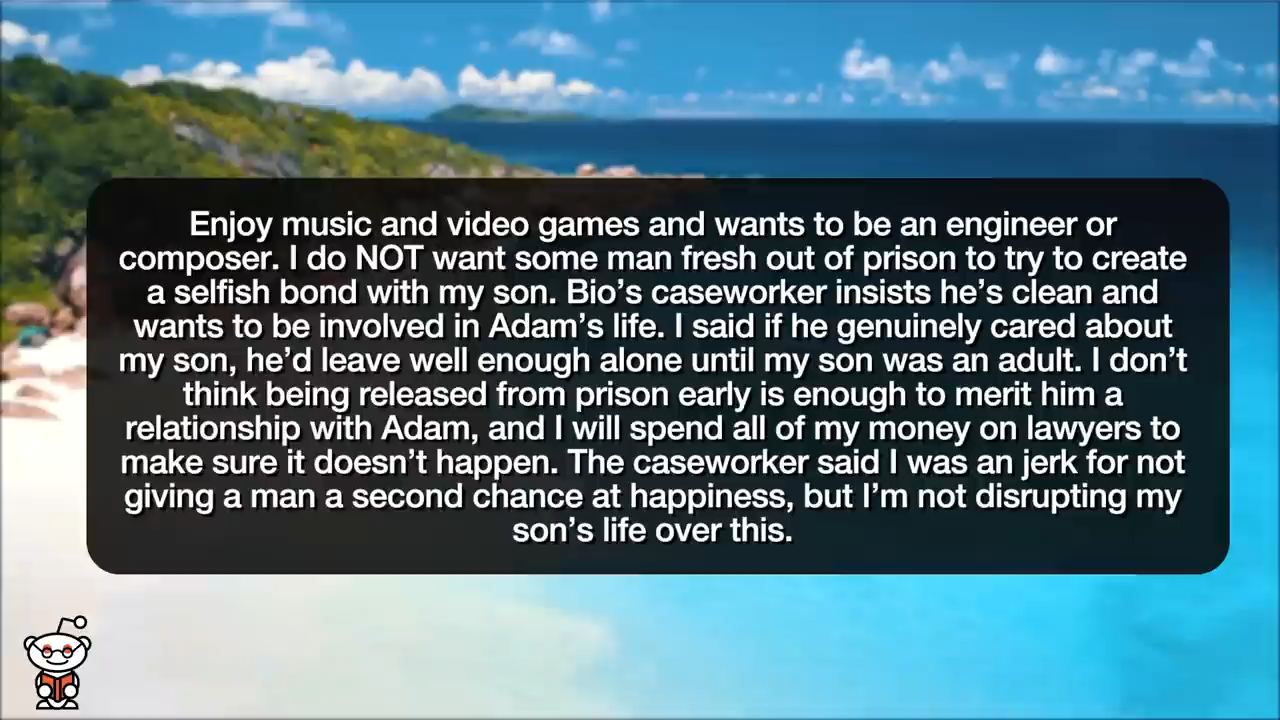 Enjoy music and video games and wants to be an engineer or
composer. I do NOT want some man fresh out of prison to try to create
a selfish bond with my son. Bio’s caseworker insists he’s clean and
wants to be involved in Adam’s life. I said if he genuinely cared about
my son, he’d leave well enough alone until my son was an adult. I don’t
think being released from prison early is enough to merit him a
relationship with Adam, and I will spend all of my money on lawyers to
make sure it doesn’t happen. The caseworker said I was an jerk for not
giving a man a second chance at happiness, but I’m not disrupting my
son’s life over this.